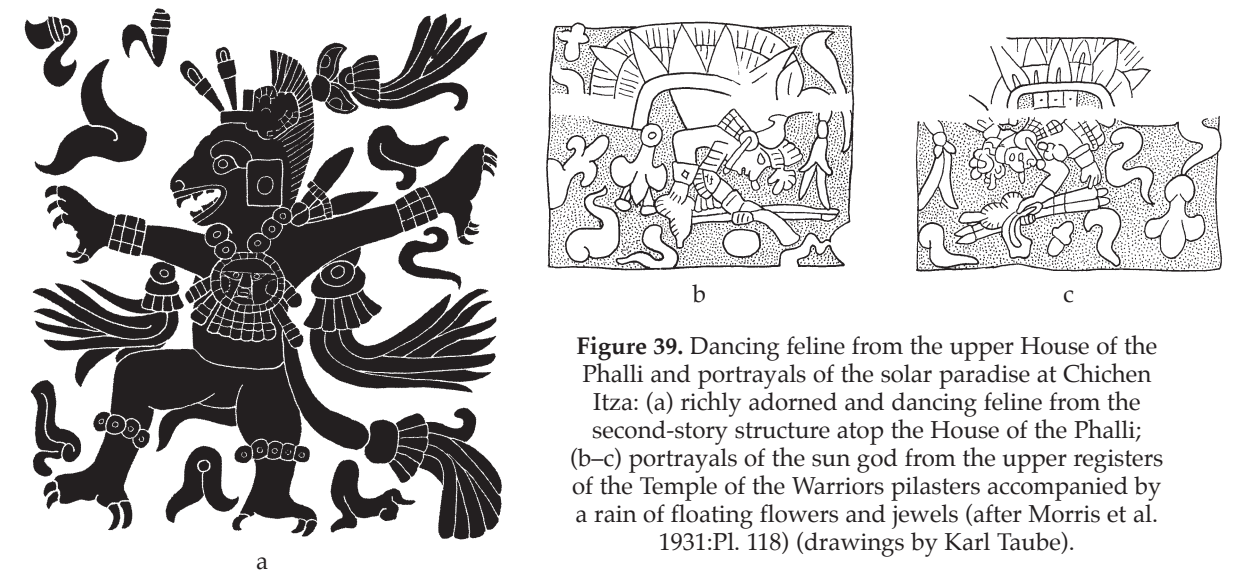 b
c
Figure 39. Dancing feline from the upper House of the
Phalli and portrayals of the solar paradise at Chichen
Itza: (a) richly adorned and dancing feline from the
second-story structure atop the House of the Phalli;
(b–c) portrayals of the sun god from the upper registers
of the Temple of the Warriors pilasters accompanied by
a rain of floating flowers and jewels (after Morris et al.
1931:Pl. 118) (drawings by Karl Taube).
a